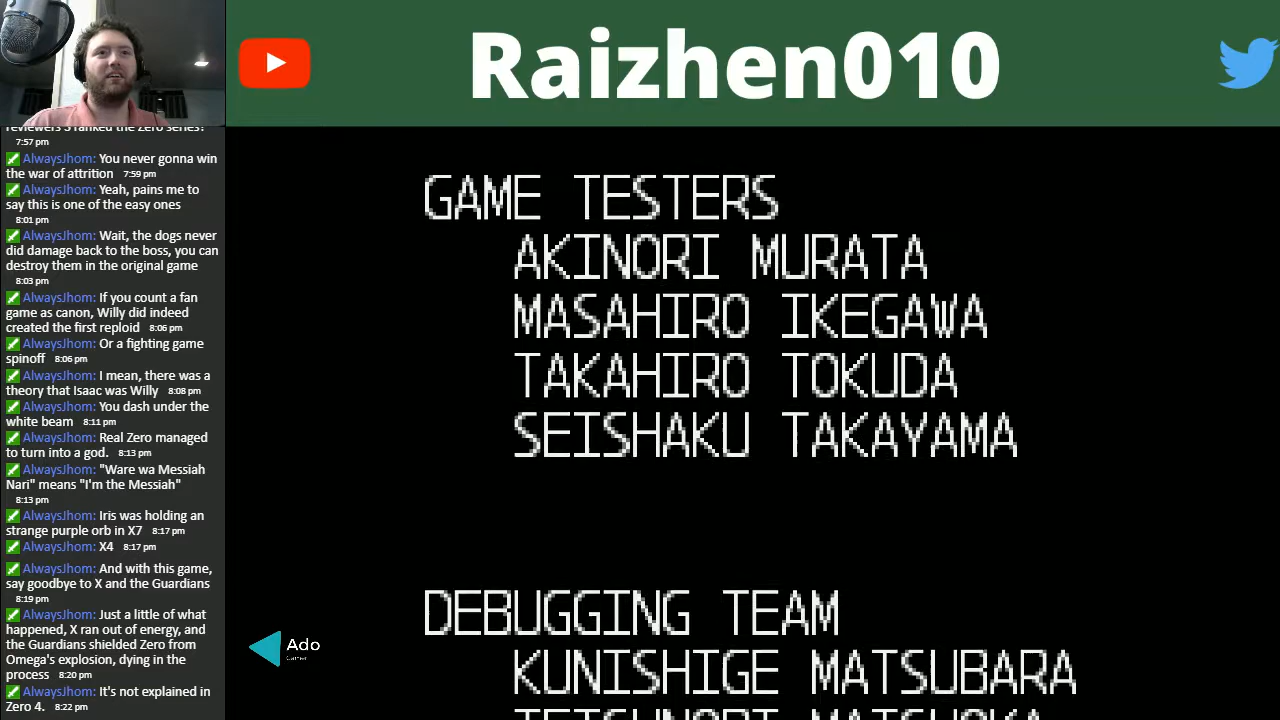 Raizhen010
reviewers 3 ranked the Zero series?
7:57 pm
AlwaysJhom: You never gonna win
the war of attrition 7:59 pm
AlwaysJhom: Yeah, pains me to
say this is one of the easy ones
8:01 pm
AlwaysJhom: Wait, the dogs never
did damage back to the boss, you can
destroy them in the original game
8:03 pm
AlwaysJhom: If you count a fan
game as canon, Willy did indeed
created the first reploid 8:06 pm
AlwaysJhom: Or a fighting game
spinoff 8:06 pm
AlwaysJhom: I mean, there was a
theory that Isaac was Willy 8:08 pm
AlwaysJhom: You dash under the
white beam 8:11 pm
AlwaysJhom: Real Zero managed
to turn into a god. 8:13 pm
AlwaysJhom: "Ware wa Messiah
Nari" means "I'm the Messiah"
8:13 pm
AlwaysJhom: Iris was holding an
strange purple orb in X7 8:17 pm
AlwaysJhom: X4 8:17 pm
AlwaysJhom: And with this game,
say goodbye to X and the Guardians
8:19 pm
AlwaysJhom: Just a little of what
happened, X ran out of energy, and
the Guardians shielded Zero from
Omega's explosion, dying in the
process 8:20 pm
AlwaysJhom: It's not explained in
Zero 4. 8:22 pm
GAME TESTERS
AKINORI MURATA
MASAHIRO IKEGAWA
TAKAHIRO TOKUDA
SEISHAKU TAKAYAMA
DEBUGGING TEAM
KUNISHIGE MATSUBARA
Ado